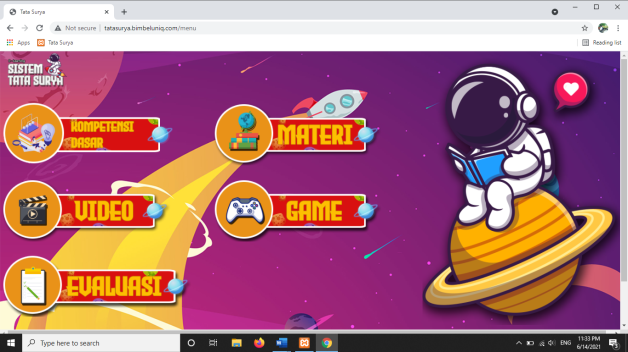 Tata Surya
Not secure
tatasurya.bimbeluniq.com/menu
Apps
Tata Surya
Reading list
SISTEM
TATA SURYA
KOMPETENSI
DASAR
MATERI
VIDEO
GAME
EVALUASI
Type here to search
ENG
11:33 PM
6/14/2021